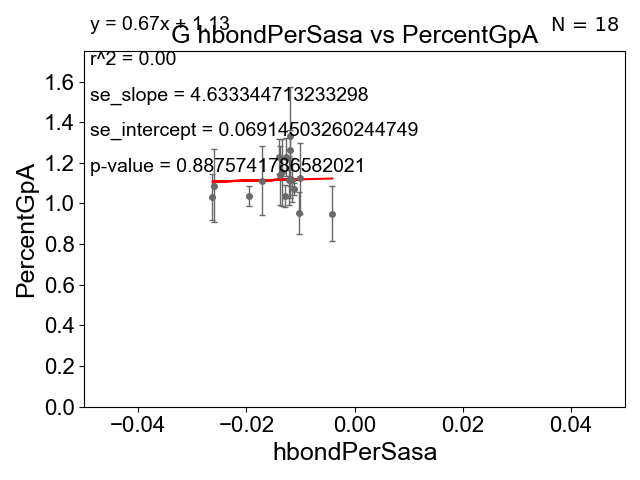 y = 0.67x + 1.13
N = 18
G hbondPerSasa vs PercentGpA
r^2 = 0.00
se_slope = 4.633344713233298
se_intercept = 0.06914503260244749
p-value = 0.8875741786582021
PercentGpA
1.6
1.4
1.2
1.0
0.8
0.6
0.4
0.2
0.0
−0.04 −0.02 0.00 0.02 0.04
hbondPerSasa